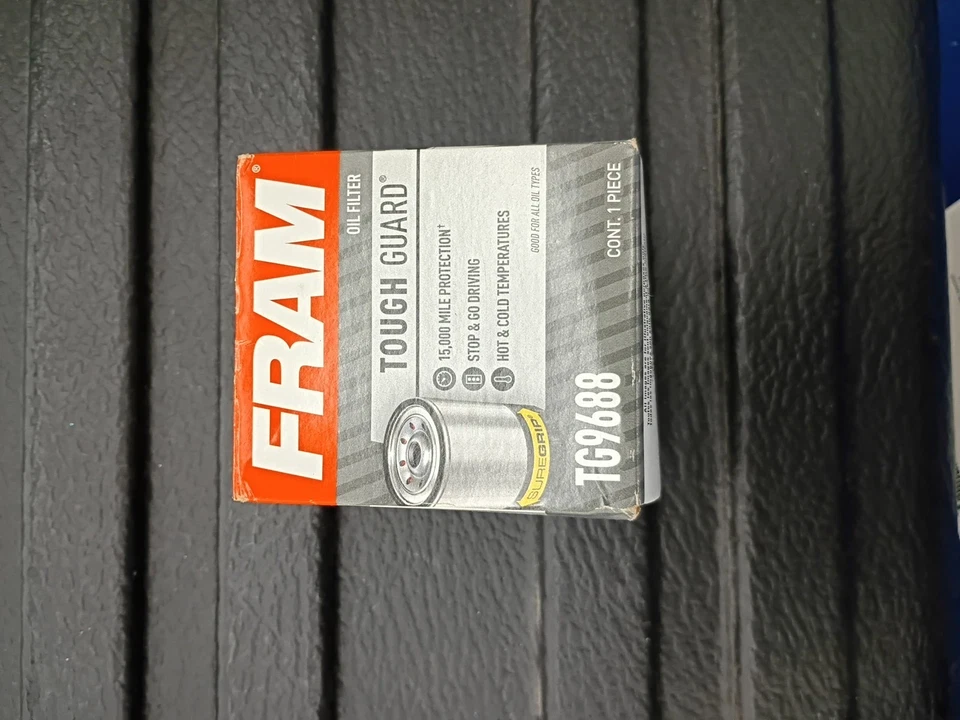 FRAM®
OIL FILTER
TOUGH GUARD®
15,000 MILE PROTECTION†
STOP & GO DRIVING
HOT & COLD TEMPERATURES
GOOD FOR ALL OIL TYPES
SUREGRIP®
TG9688
CONT. 1 PIECE